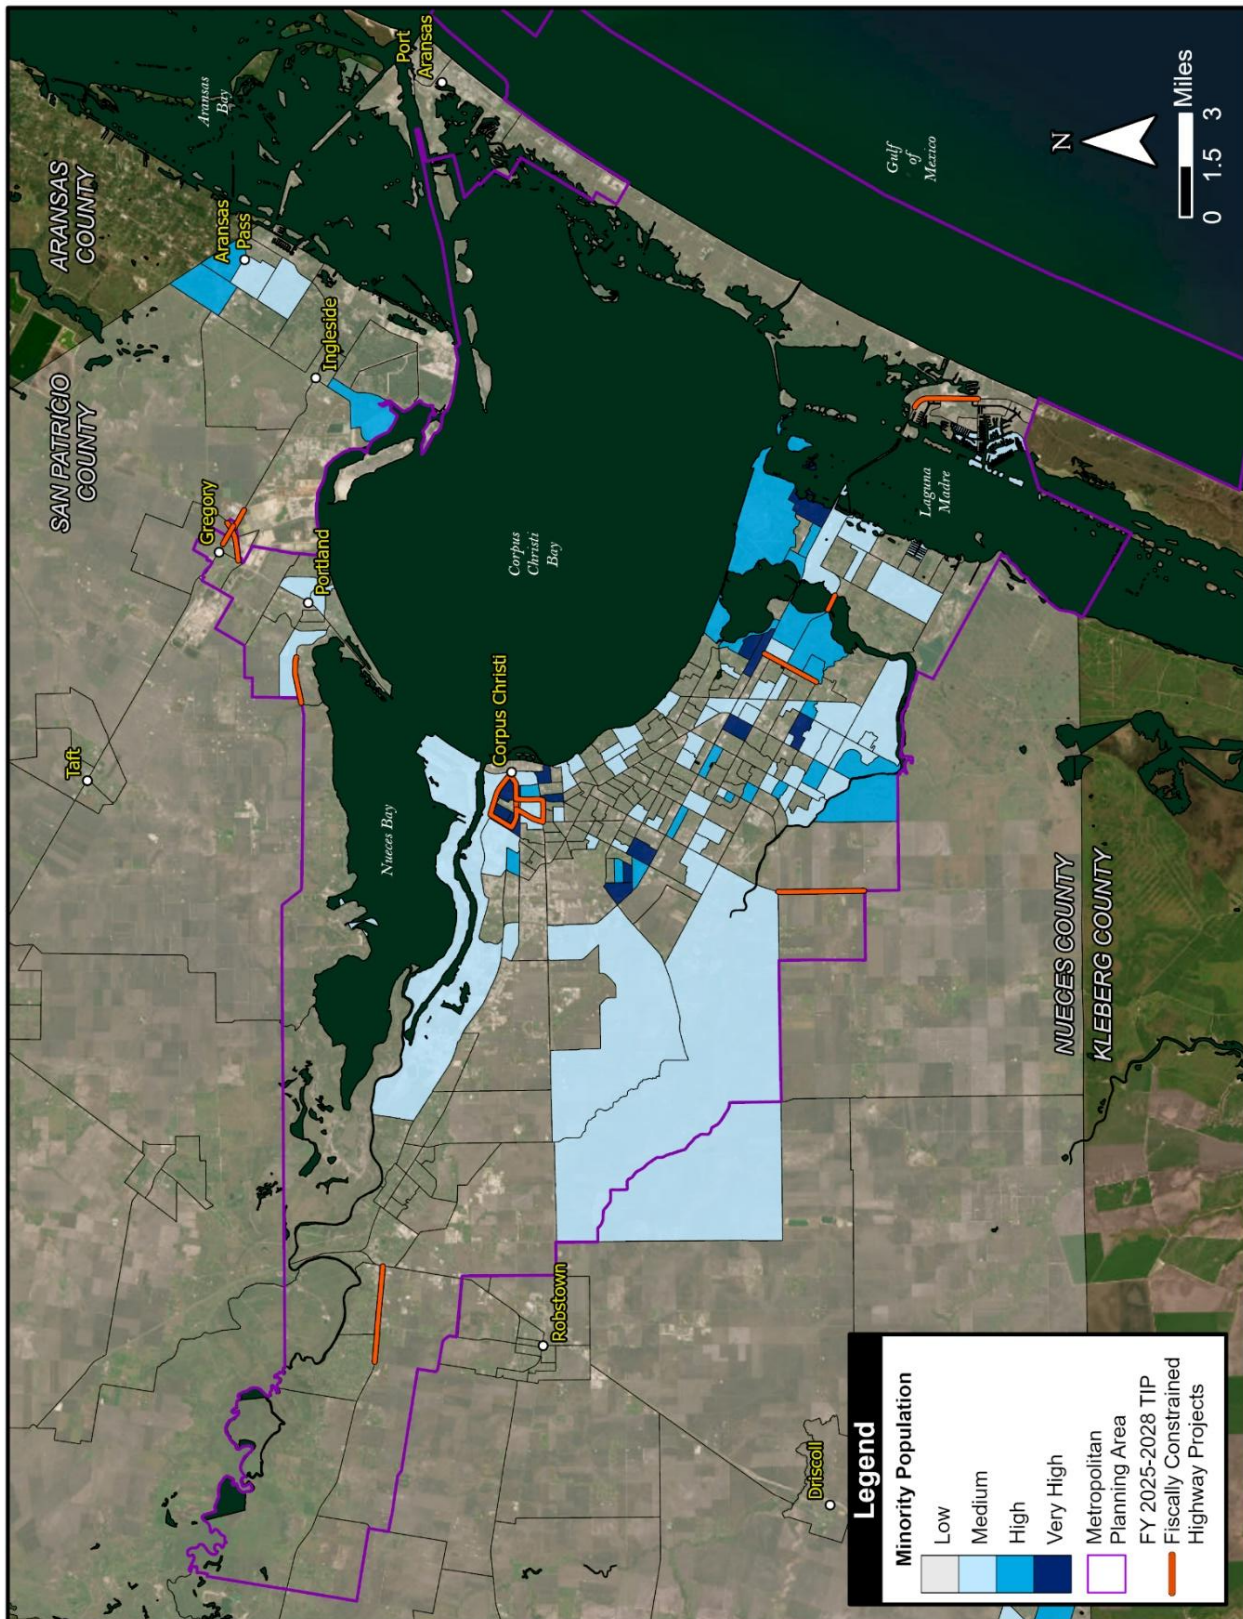 ARANSAS
COUNTY
SAN PATRICIO
COUNTY
Aransas
Bay
Port
Aransas
Aransas
Pass
Ingleside
Gregory
Portland
Taft
Corpus
Christi
Bay
Nueces Bay
Corpus Christi
Gulf
of
Mexico
Laguna
Madre
Robstown
Driscoll
NUECES COUNTY
KLEBERG COUNTY
N
0 1.5 3
Miles
Legend
Minority Population
Low
Medium
High
Very High
Metropolitan
Planning Area
FY 2025-2028 TIP
Fiscally Constrained
Highway Projects